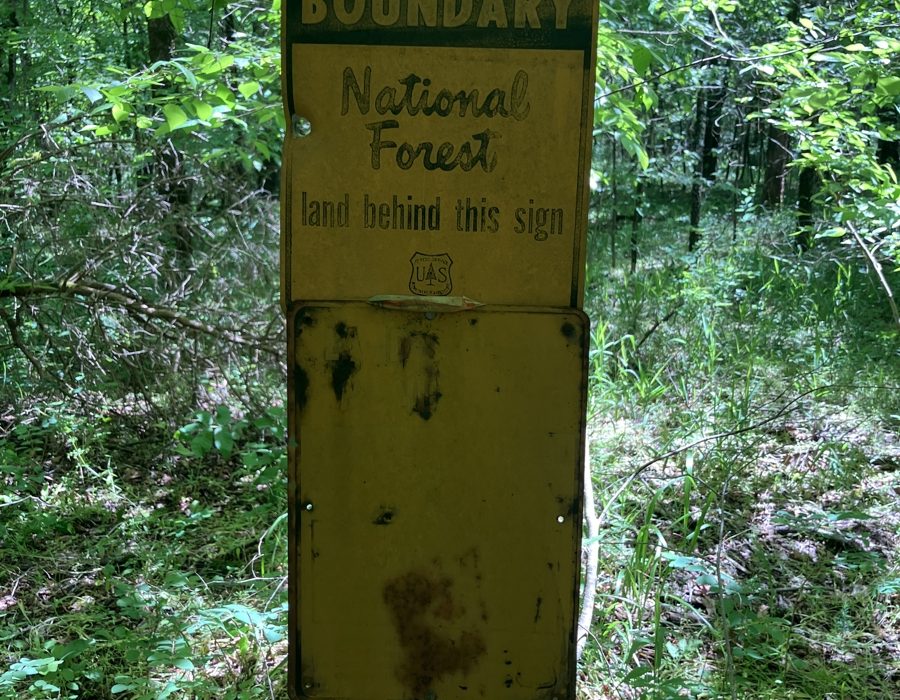 BOUNDARY
National
Forest
land behind this sign
U S